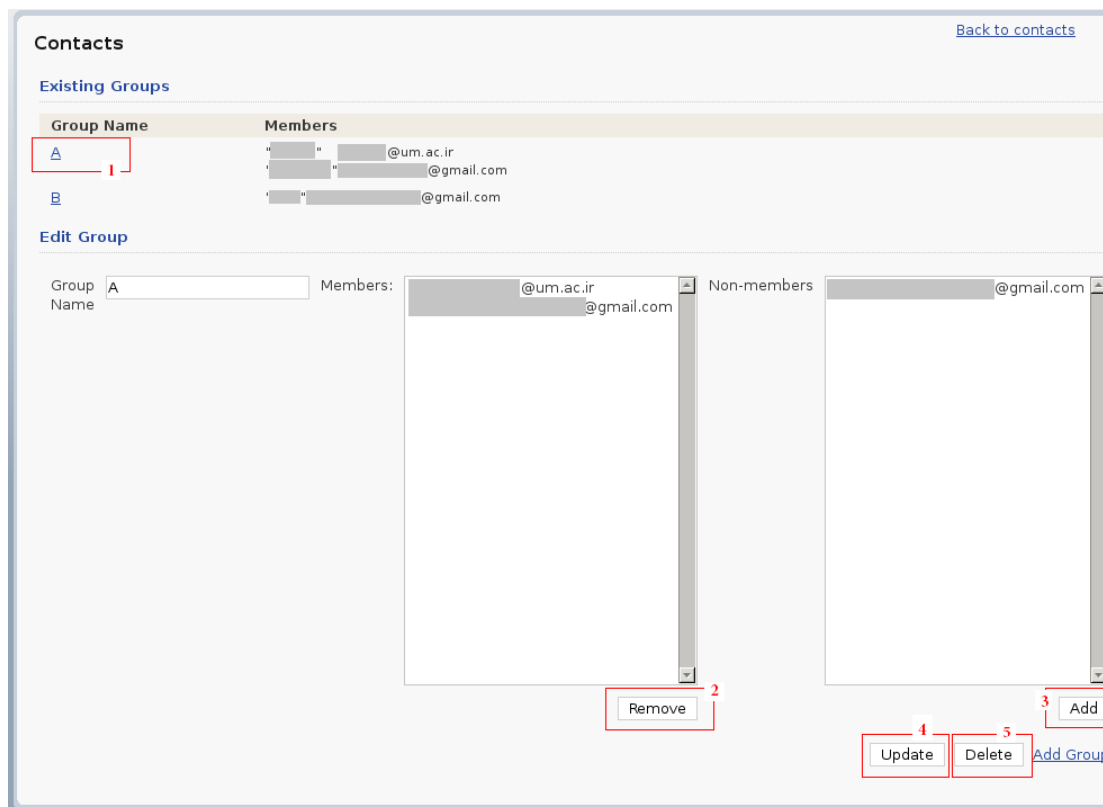 Back to contacts
Contacts
Existing Groups
Group Name Members
A " " @um.ac.ir
1 ' " @gmail.com
B ' " @gmail.com
Edit Group
Group Name A Members: @um.ac.ir Non-members @gmail.com
@gmail.com
2
Remove
3 Add
4 5
Update Delete Add Group